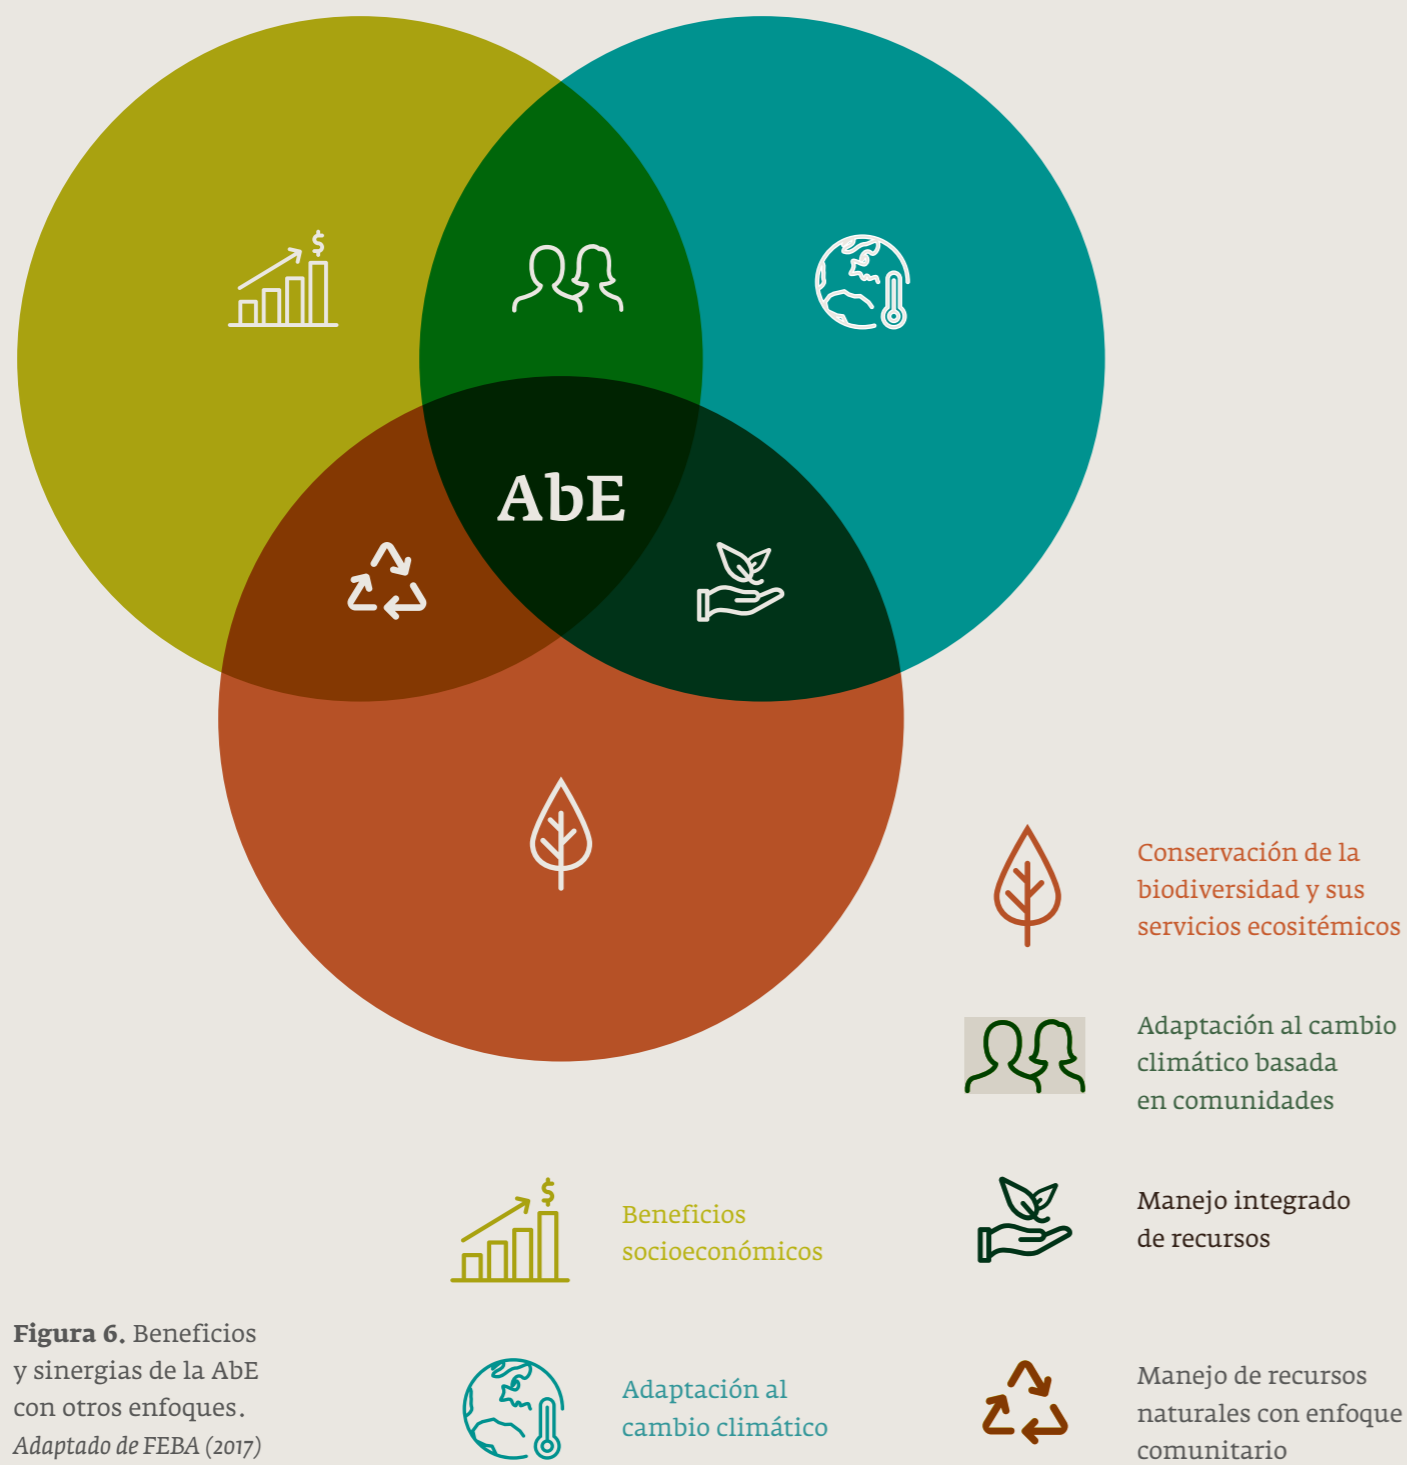 $
AbE
Conservación de la
biodiversidad y sus
servicios ecositémicos
Adaptación al cambio
climático basada
en comunidades
$
Beneficios
socioeconómicos
Manejo integrado
de recursos
Figura 6. Beneficios
y sinergias de la AbE
con otros enfoques.
Adaptado de FEBA (2017)
Adaptación al
cambio climático
Manejo de recursos
naturales con enfoque
comunitario